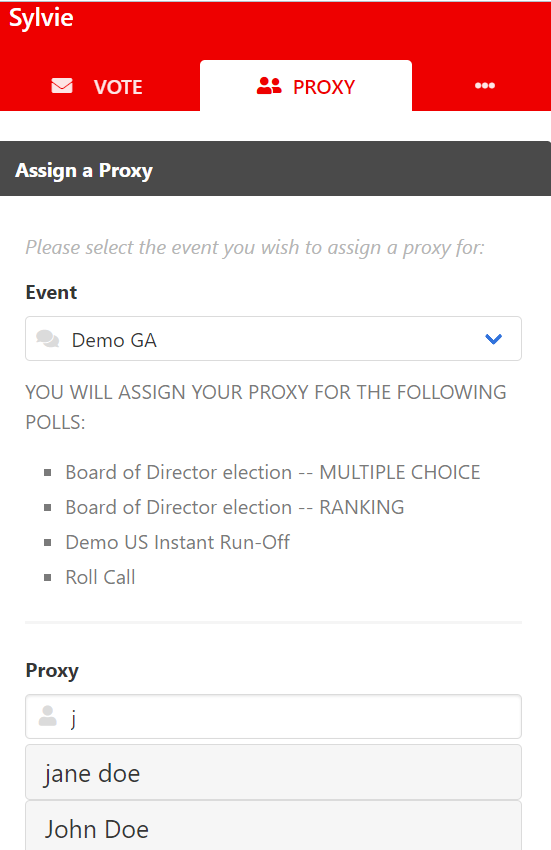 Sylvie
VOTE PROXY
Assign a Proxy
Please select the event you wish to assign a proxy for:
Event
Demo GA
YOU WILL ASSIGN YOUR PROXY FOR THE FOLLOWING
POLLS:
Board of Director election -- MULTIPLE CHOICE
Board of Director election -- RANKING
Demo US Instant Run-Off
Roll Call
Proxy
j
jane doe
John Doe